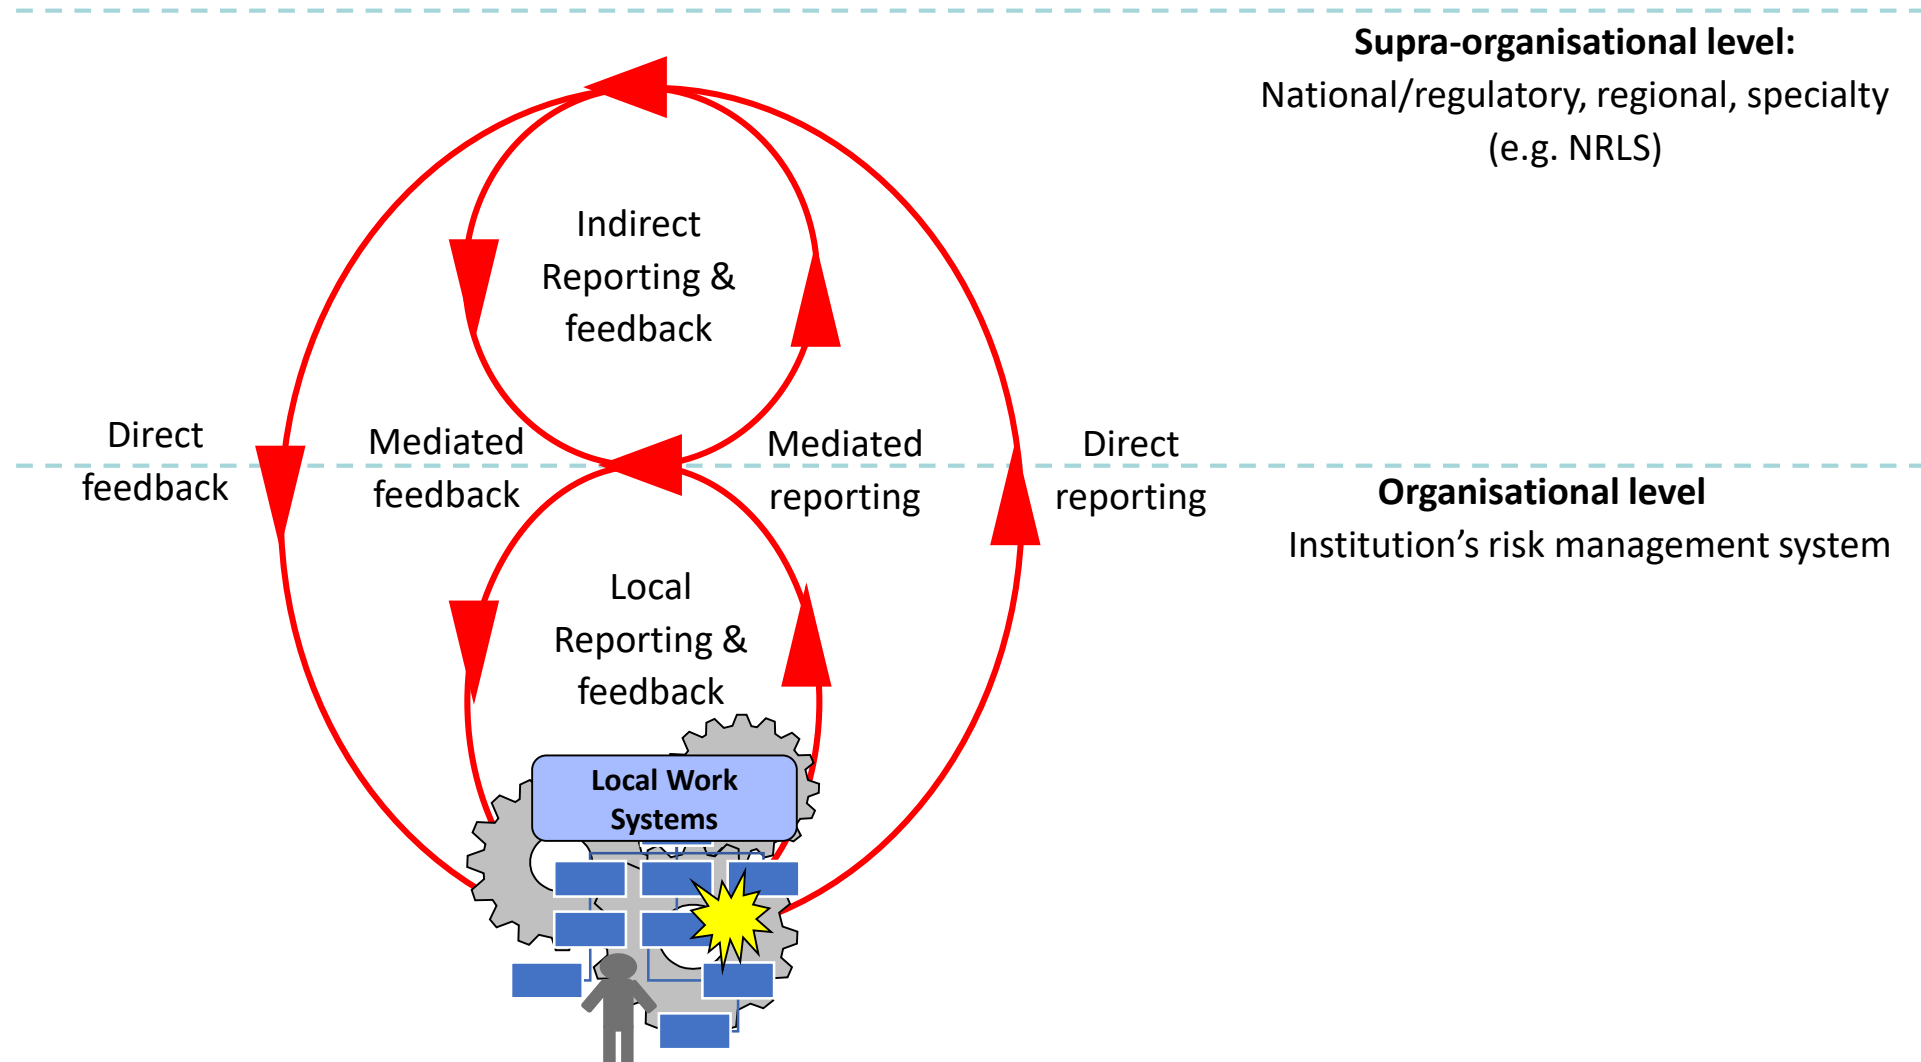 Supra-organisational level:
National/regulatory, regional, specialty
(e.g. NRLS)
Indirect
Reporting &
feedback
Direct
feedback
Mediated
feedback
Mediated
reporting
Direct
reporting
Organisational level
Institution’s risk management system
Local
Reporting &
feedback
Local Work
Systems